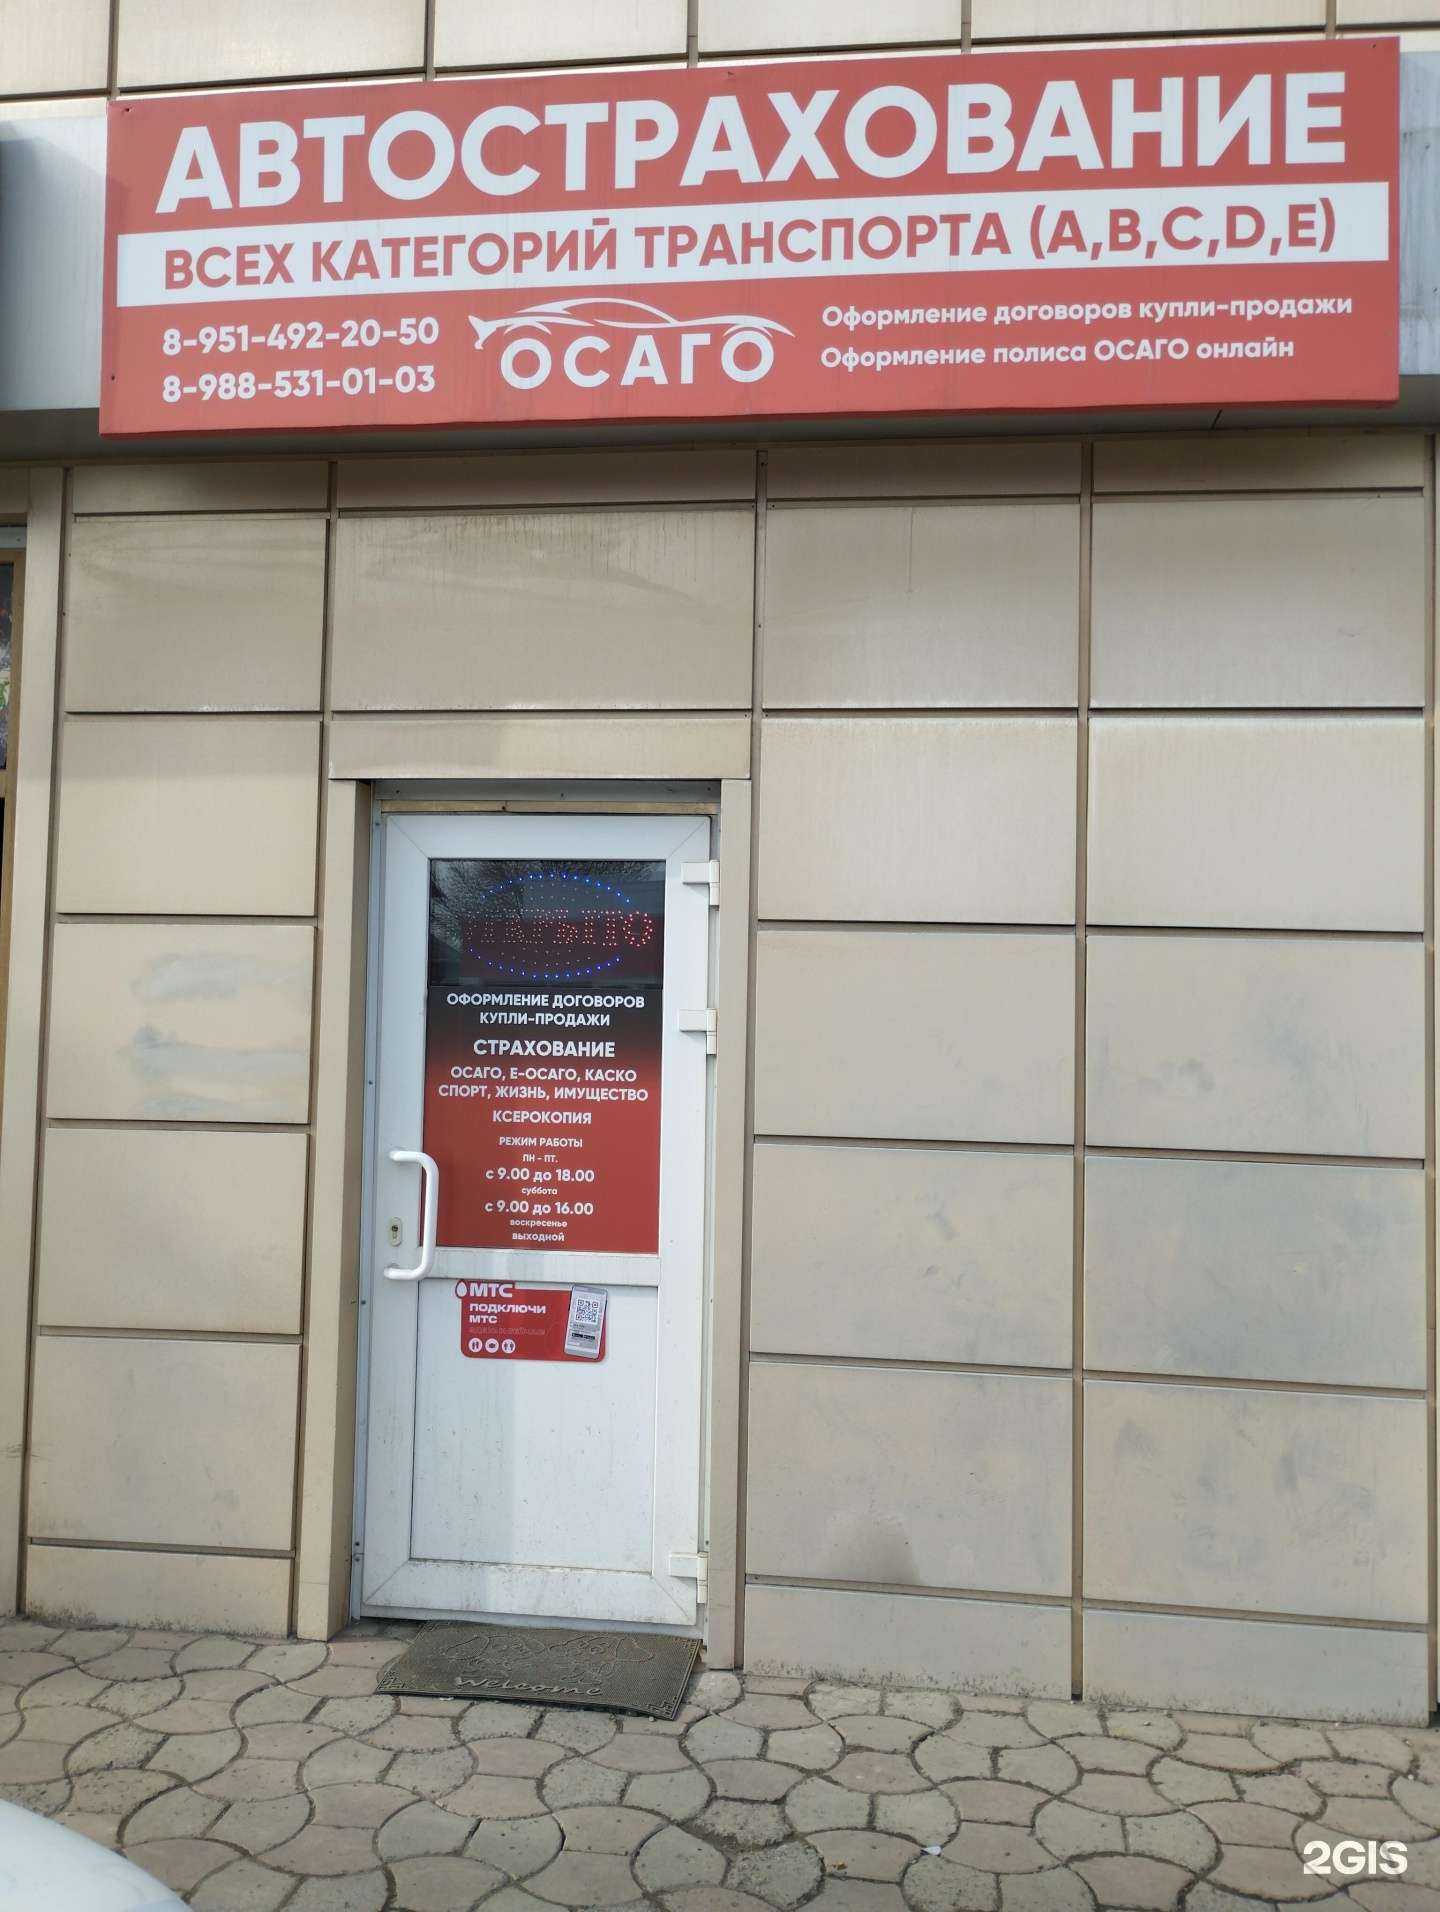 АВТОСТРАХОВАНИЕ
ВСЕХ КАТЕГОРИЙ ТРАНСПОРТА (A,B,C,D,E)
8-951-492-20-50
8-988-531-01-03
ОСАГО
Оформление договоров купли-продажи
Оформление полиса ОСАГО онлайн
ОФОРМЛЕНИЕ ДОГОВОРОВ
КУПЛИ-ПРОДАЖИ
СТРАХОВАНИЕ
ОСАГО, Е-ОСАГО, КАСКО
СПОРТ, ЖИЗНЬ, ИМУЩЕСТВО
КСЕРОКОПИЯ
РЕЖИМ РАБОТЫ
ПН - ПТ.
с 9.00 до 18.00
суббота
с 9.00 до 16.00
воскресенье
выходной
МТС
ПОДКЛЮЧИ
МТС
Welcome
2GIS